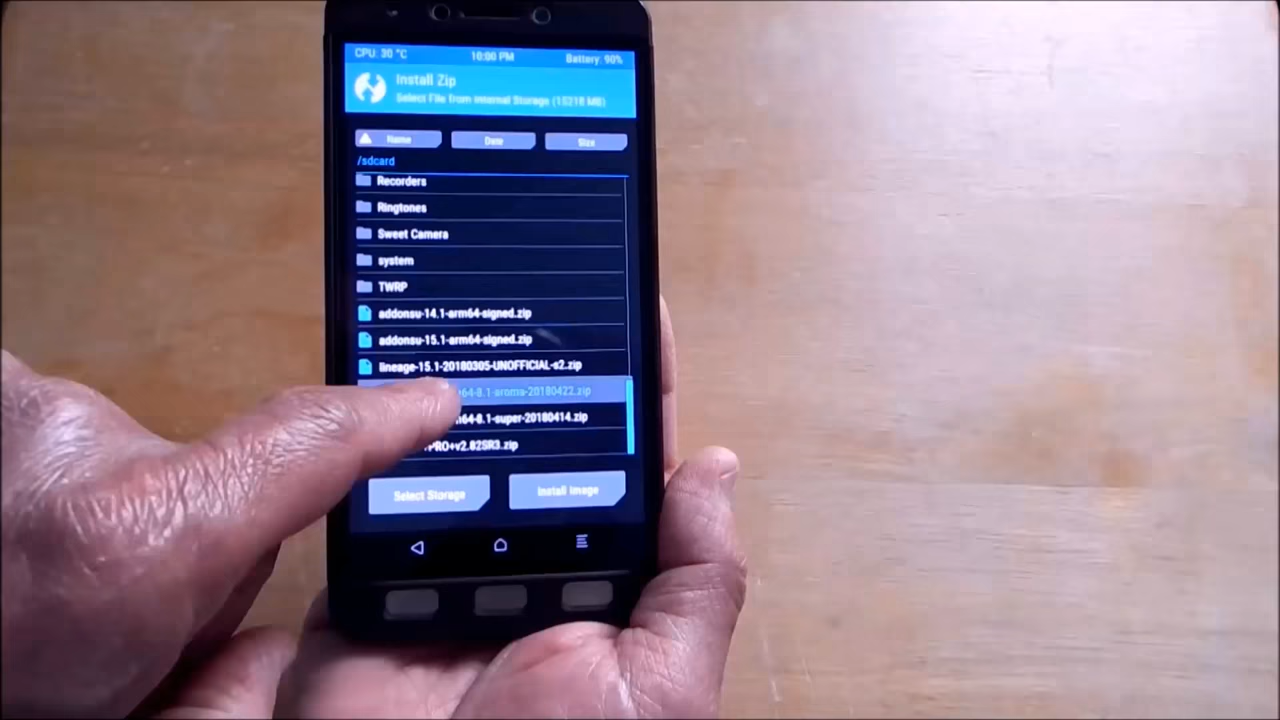 CPU: 30 °C 10:00 PM Battery: 90%
Install Zip
Select File from Internal Storage (15218 MB)
Name Date Size
/sdcard
Recorders
Ringtones
Sweet Camera
system
TWRP
addonsu-14.1-arm64-signed.zip
addonsu-15.1-arm64-signed.zip
lineage-15.1-20180305-UNOFFICIAL-s2.zip
64-8.1-aroma-20180422.zip
64-8.1-super-20180414.zip
PRO+v2.82SR3.zip
Select Storage Install Image